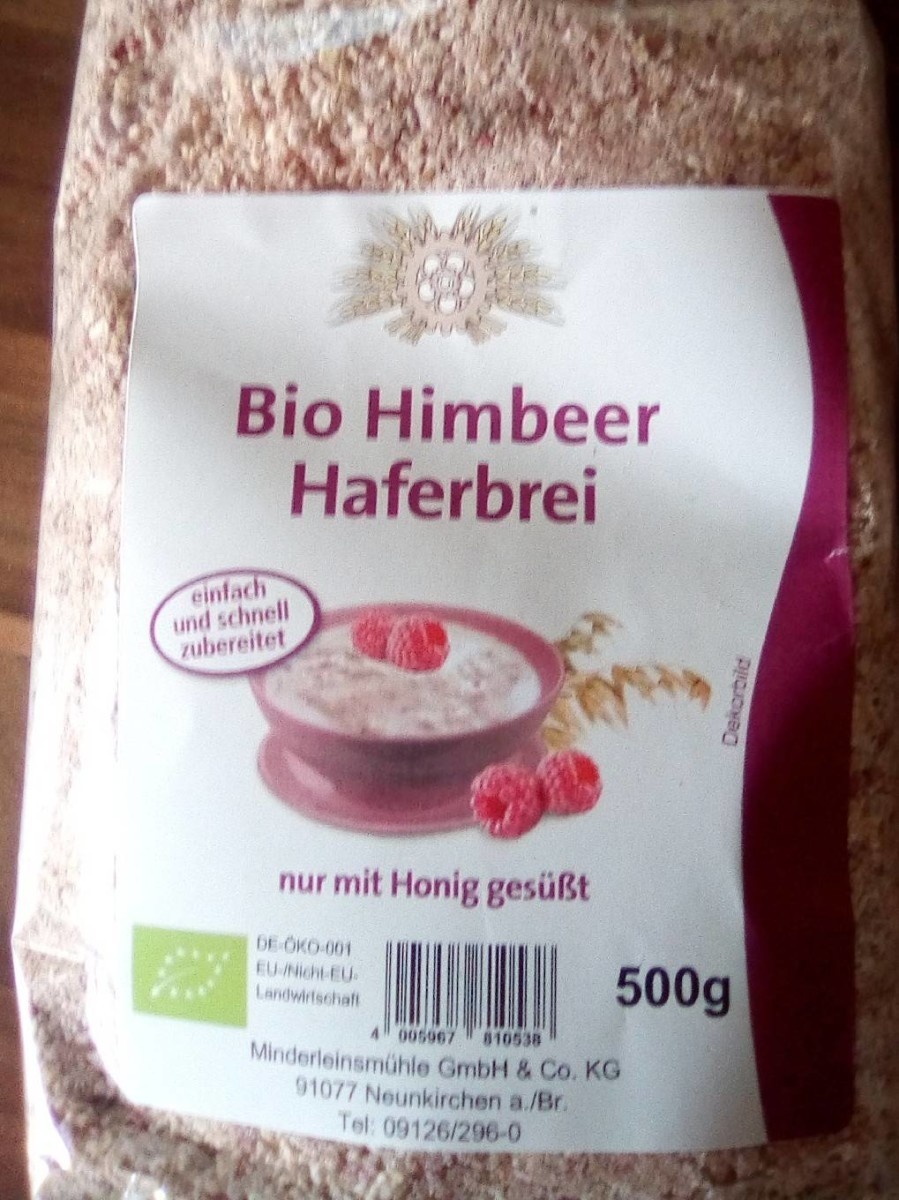 Bio Himbeer
Haferbrei
einfach
und schnell
zubereitet
Dekorbild
nur mit Honig gesüßt
DE-ÖKO-001
EU-/Nicht-EU-
Landwirtschaft
500g
4 005967 810538
Minderleinsmühle GmbH & Co. KG
91077 Neunkirchen a./Br.
Tel: 09126/296-0